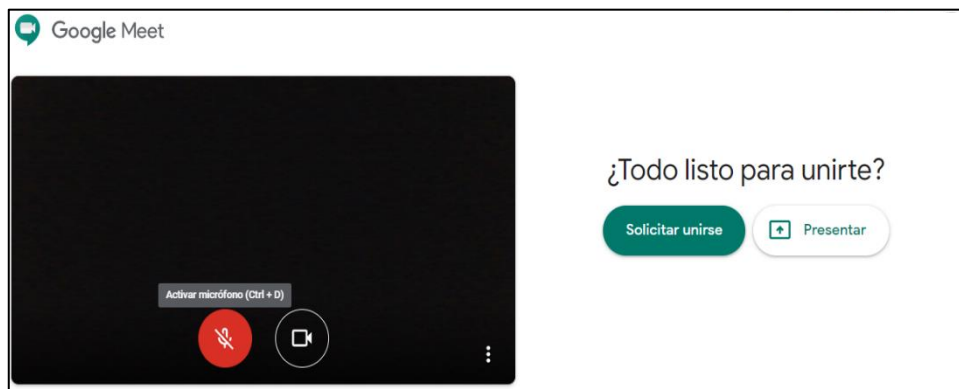 Google Meet
¿Todo listo para unirte?
Solicitar unirse
Presentar
Activar micrófono (Ctrl + D)